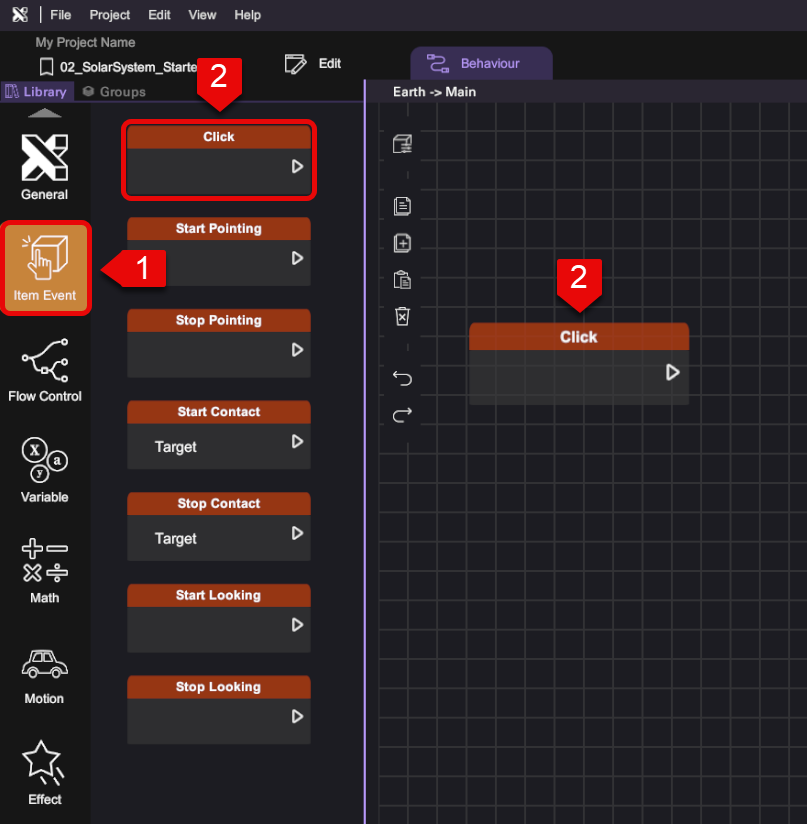 File Project Edit View Help
My Project Name
02_SolarSystem_Starte
Edit
Behaviour
Library
Groups
Earth -> Main
2
Click
General
Start Pointing
1
Item Event
2
Stop Pointing
Click
Flow Control
Start Contact
Target
Variable
Stop Contact
Target
Math
Start Looking
Motion
Stop Looking
Effect